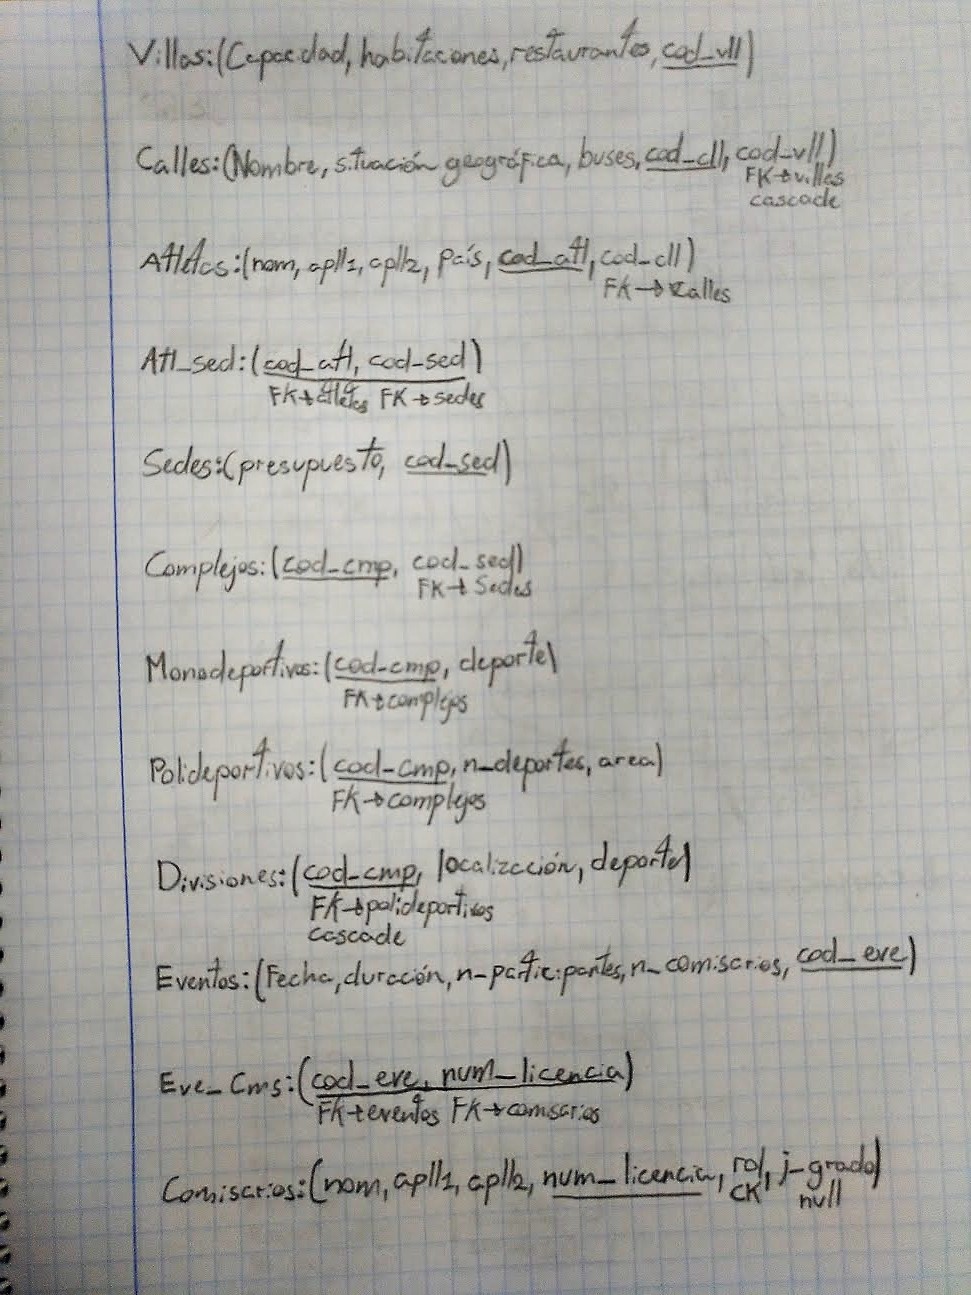 Villas:(Capacidad, habitacones, restaurantes, cod_vll)
Calles:(Nombre, situación geográfica, buses, cod_cll, cod_vll)
FK→villas
cascade
Atletas:(nom, apll1, apll2, país, cod_atl, cod_cll)
FK→calles
Atl_sed:(cod_atl, cod_sed)
FK→atletas FK→sedes
Sedes:(presupuesto, cod_sed)
Complejos:(cod_cmp, cod_sed)
FK→Sedes
Monodeportivos:(cod_cmp, deporte)
FK→complejos
Polideportivos:(cod_cmp, n_deportes, area)
FK→complejos
Divisiones:(cod_cmp, localizcción, deporte)
FK→polideportivos
cascade
Eventos:(Fecha, duración, n_participantes, n_comisarios, cod_eve)
Eve_Cms:(cod_eve, num_licencia)
FK→eventos FK→comisarios
Comisarios:(nom, apll1, apll2, num_licencia, rol, j_grado)
CK null